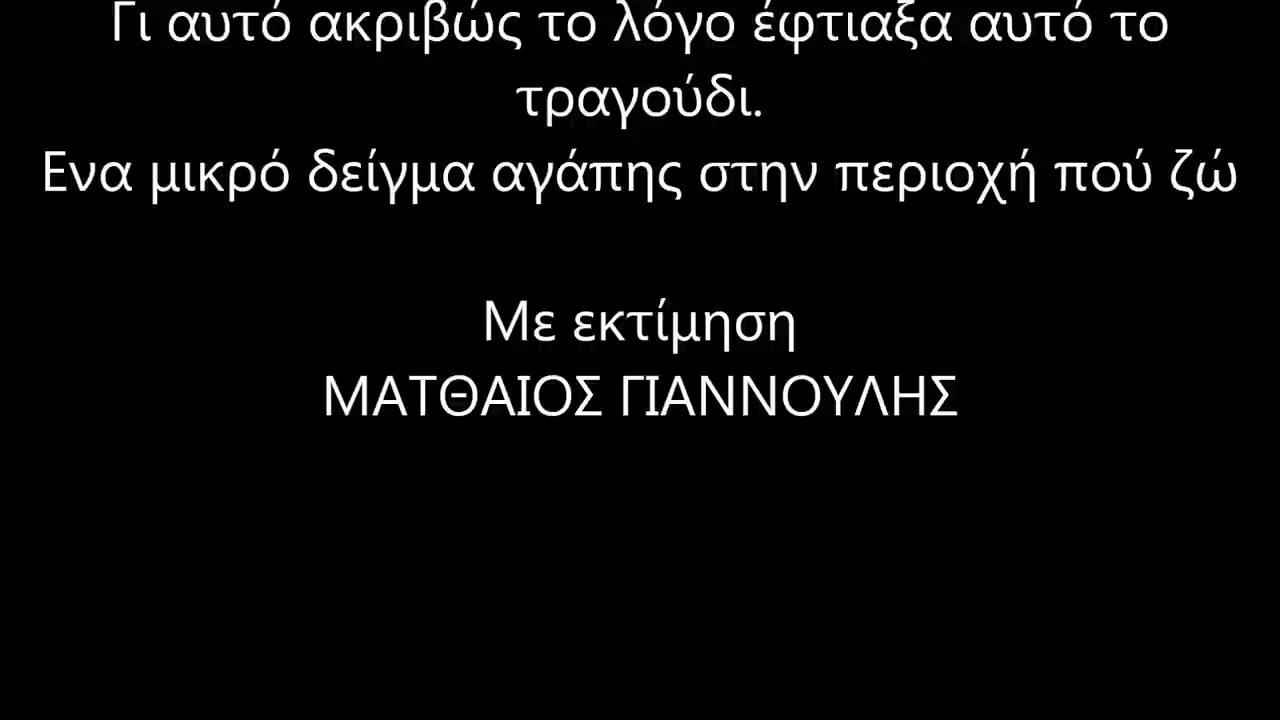 Γι αυτό ακριβώς το λόγο έφτιαξα αυτό το
τραγούδι.
Ενα μικρό δείγμα αγάπης στην περιοχή πού ζώ
Με εκτίμηση
ΜΑΤΘΑΙΟΣ ΓΙΑΝΝΟΥΛΗΣ